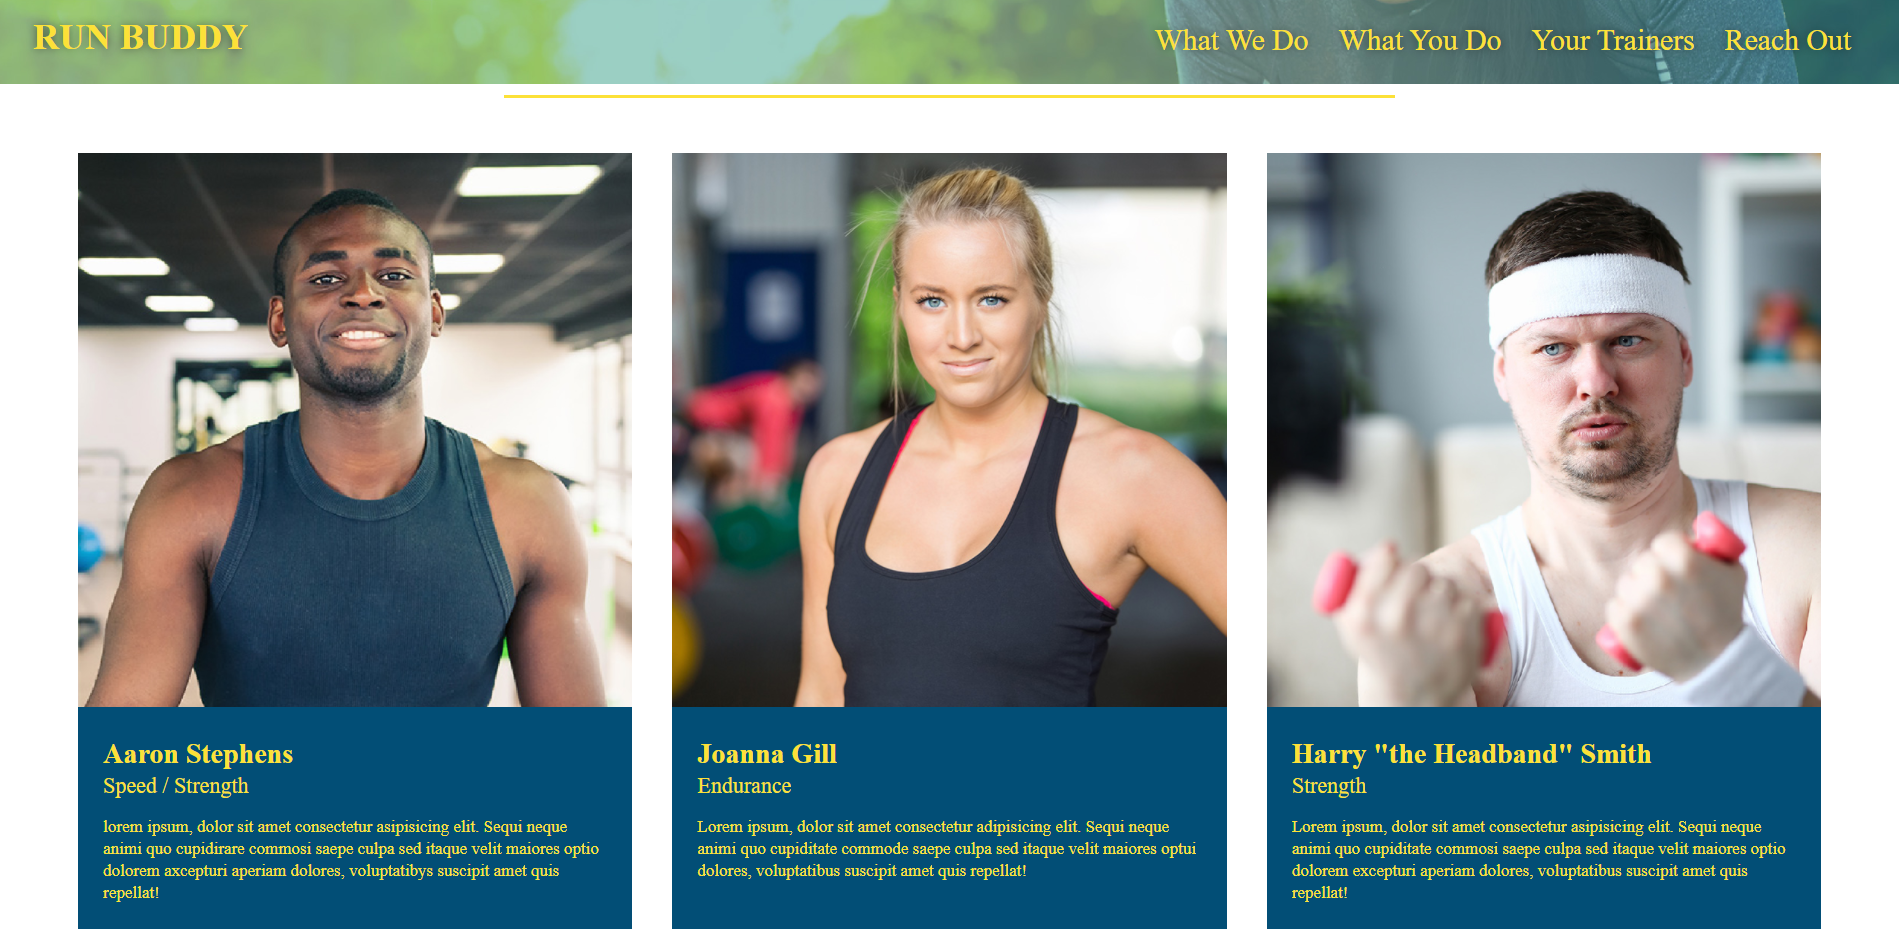 RUN BUDDY
What We Do What You Do Your Trainers Reach Out
Aaron Stephens
Speed / Strength
lorem ipsum, dolor sit amet consectetur asipisicing elit. Sequi neque
animi quo cupidirare commosi saepe culpa sed itaque velit maiores optio
dolorem axcepturi aperiam dolores, voluptatibys suscipit amet quis
repellat!
Joanna Gill
Endurance
Lorem ipsum, dolor sit amet consectetur adipisicing elit. Sequi neque
animi quo cupiditate commode saepe culpa sed itaque velit maiores optui
dolores, voluptatibus suscipit amet quis repellat!
Harry "the Headband" Smith
Strength
Lorem ipsum, dolor sit amet consectetur asipisicing elit. Sequi neque
animi quo cupiditate commosi saepe culpa sed itaque velit maiores optio
dolorem excepturi aperiam dolores, voluptatibus suscipit amet quis
repellat!